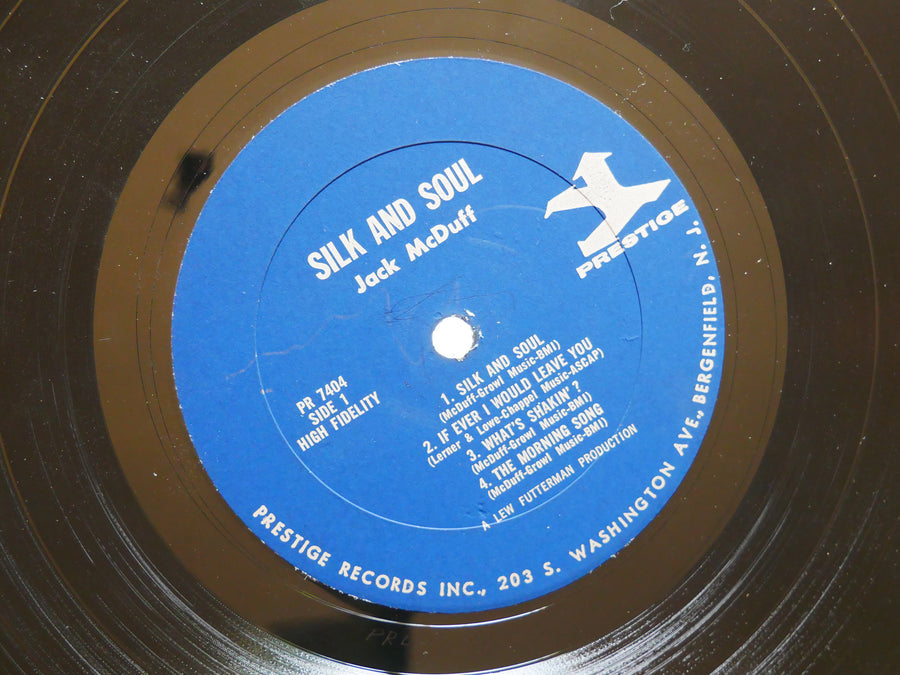 SILK AND SOUL
Jack McDuff
PRESTIGE
PR 7404
SIDE 1
HIGH FIDELITY
1. SILK AND SOUL
(McDuff-Growl Music-BMI)
2. IF EVER I WOULD LEAVE YOU
(Lerner & Lowe-Chappel Music-ASCAP)
3. WHAT'S SHAKIN' ?
(McDuff-Growl Music-BMI)
4. THE MORNING SONG
(McDuff-Growl Music-BMI)
A LEW FUTTERMAN PRODUCTION
PRESTIGE RECORDS INC., 203 S. WASHINGTON AVE., BERGENFIELD, N. J.